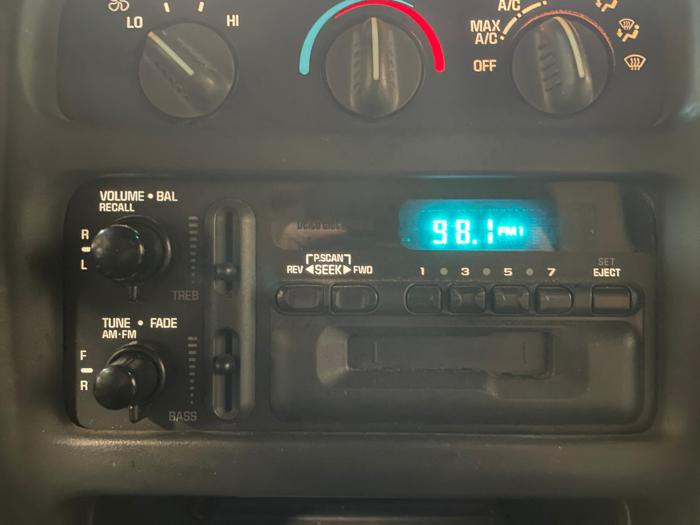 A/C
LO HI
MAX
A/C
OFF
VOLUME • BAL
RECALL
R
L
TREB
98.1 FM1
P.SCAN
REV ◀SEEK▶ FWD
1 • 3 • 5 • 7
SET
EJECT
TUNE • FADE
AM-FM
F
R
BASS